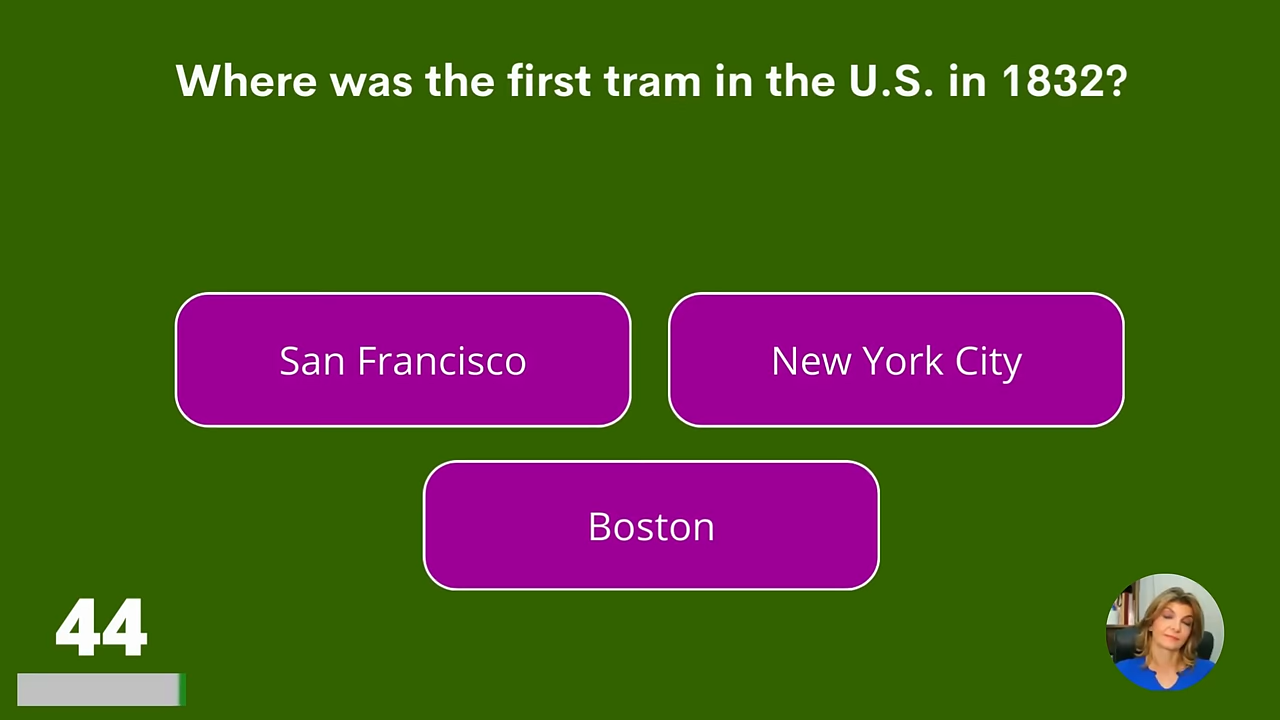 Where was the first tram in the U.S. in 1832?
San Francisco
New York City
Boston
44